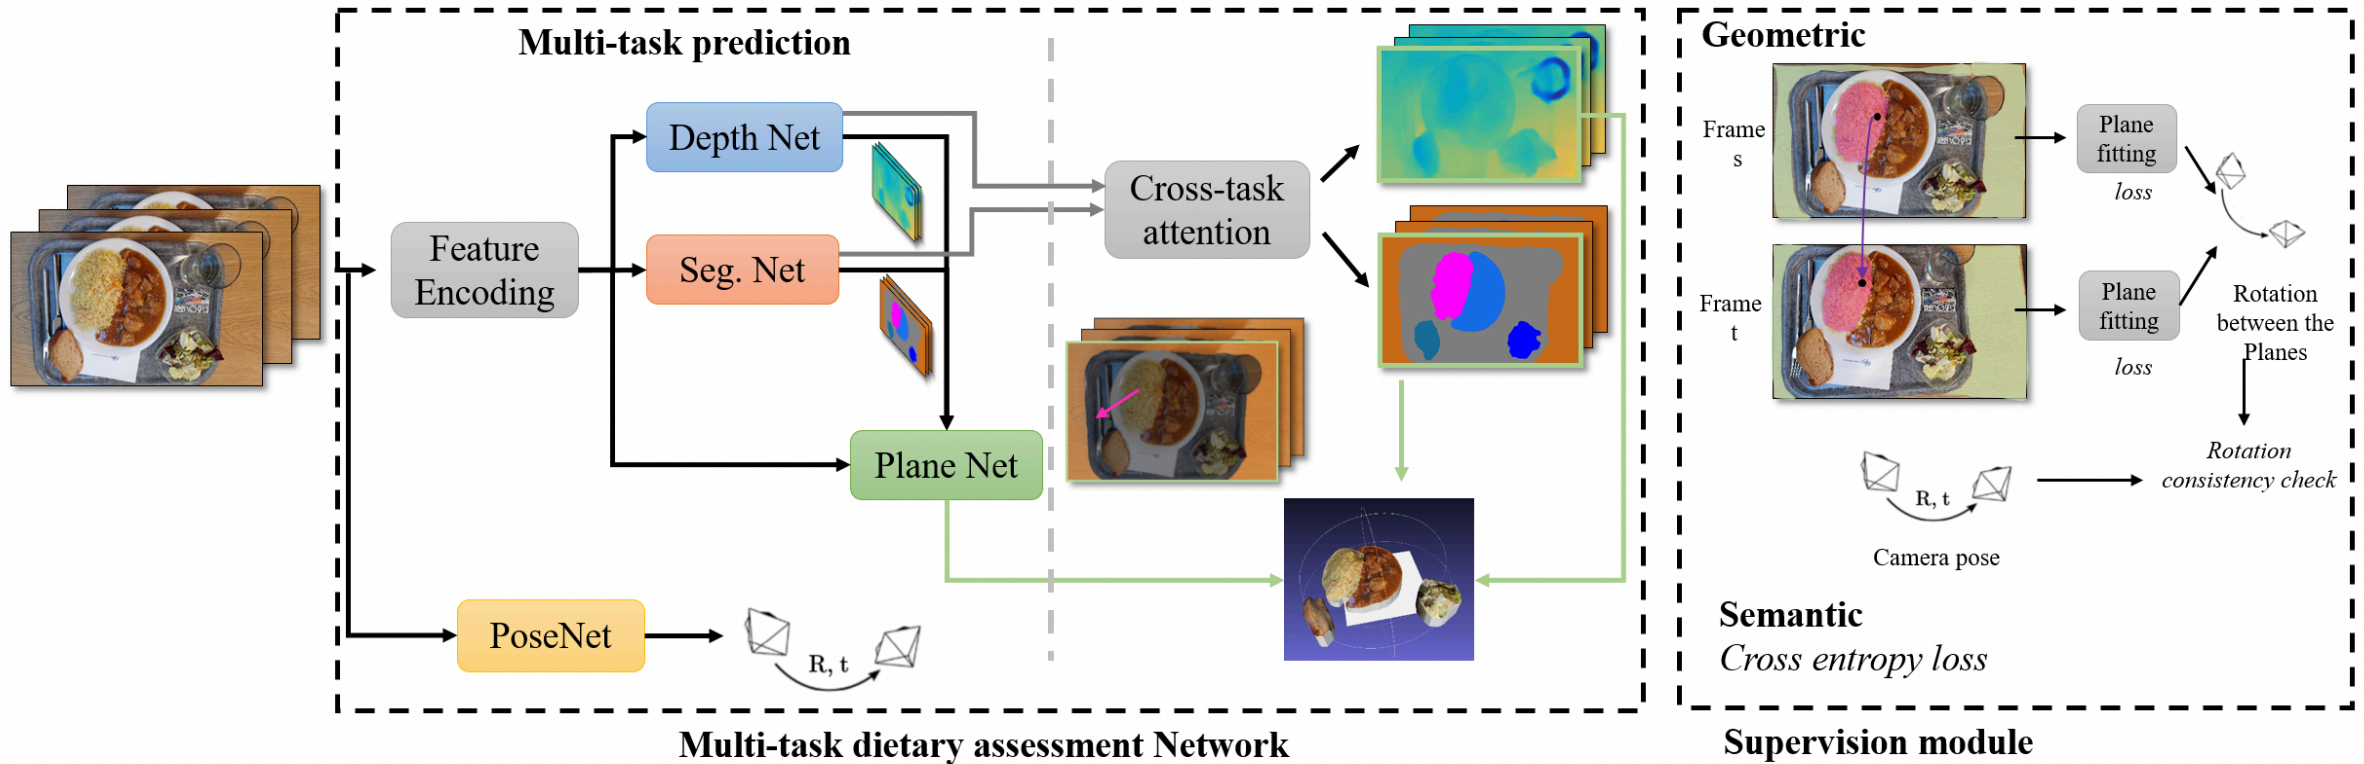 Multi-task prediction
Depth Net
Feature
Encoding
Seg. Net
Plane Net
PoseNet
R, t
Cross-task
attention
Multi-task dietary assessment Network
Geometric
Frame
s
Plane
fitting
loss
Frame
t
Plane
fitting
loss
Rotation
between the
Planes
Rotation
consistency check
R, t
Camera pose
Semantic
Cross entropy loss
Supervision module